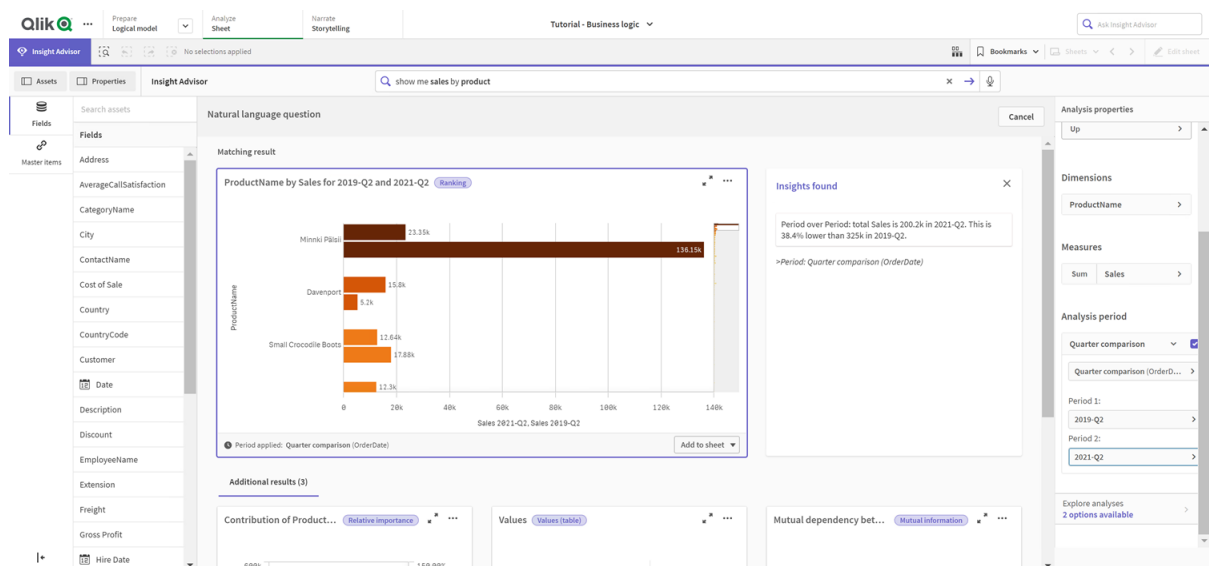 Qlik
...
Prepare
Logical model
Analyze
Sheet
Narrate
Storytelling
Tutorial - Business logic
Ask Insight Advisor
Insight Advisor
No selections applied
Bookmarks
Sheets
Edit sheet
Assets
Properties
Insight Advisor
show me sales by product
Fields
Master items
Search assets
Fields
Address
AverageCallSatisfaction
CategoryName
City
ContactName
Cost of Sale
Country
CountryCode
Customer
Date
Description
Discount
EmployeeName
Extension
Freight
Gross Profit
Hire Date
Natural language question
Cancel
Matching result
ProductName by Sales for 2019-Q2 and 2021-Q2
Ranking
...
ProductName
Minnki Pälsii
23.35k
136.15k
Davenport
15.8k
5.2k
Small Crocodile Boots
12.64k
17.88k
12.3k
0
20k
40k
60k
80k
100k
120k
140k
Sales 2021-Q2, Sales 2019-Q2
Period applied: Quarter comparison (OrderDate)
Add to sheet
Insights found
Period over Period: total Sales is 200.2k in 2021-Q2. This is
38.4% lower than 325k in 2019-Q2.
>Period: Quarter comparison (OrderDate)
Additional results (3)
Contribution of Product...
Relative importance
...
Values
Values (table)
...
Mutual dependency bet...
Mutual information
...
Analysis properties
Up
Dimensions
ProductName
Measures
Sum
Sales
Analysis period
Quarter comparison
Quarter comparison (OrderD...
Period 1:
2019-Q2
Period 2:
2021-Q2
Explore analyses
2 options available